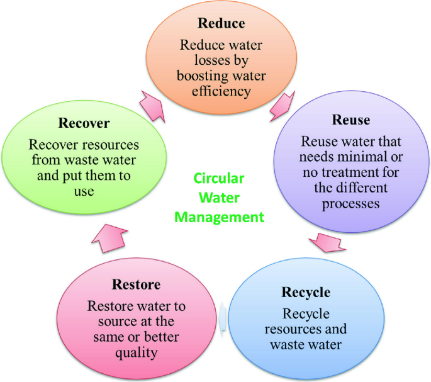 Reduce
Reduce water
losses by
boosting water
efficiency
Reuse
Reuse water that
needs minimal or
no treatment for
the different
processes
Recycle
Recycle
resources and
waste water
Restore
Restore water to
source at the
same or better
quality
Recover
Recover resources
from waste water
and put them to
use
Circular
Water
Management